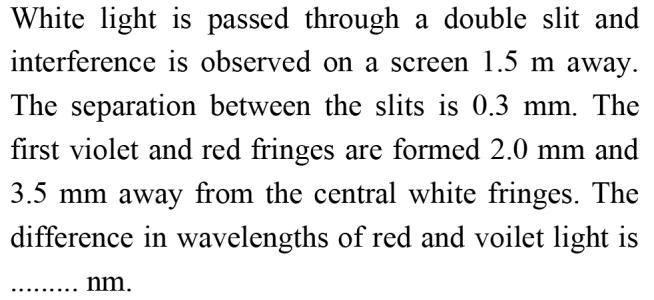 White light is passed through a double slit and
interference is observed on a screen 1.5 m away.
The separation between the slits is 0.3 mm. The
first violet and red fringes are formed 2.0 mm and
3.5 mm away from the central white fringes. The
difference in wavelengths of red and voilet light is
......... nm.